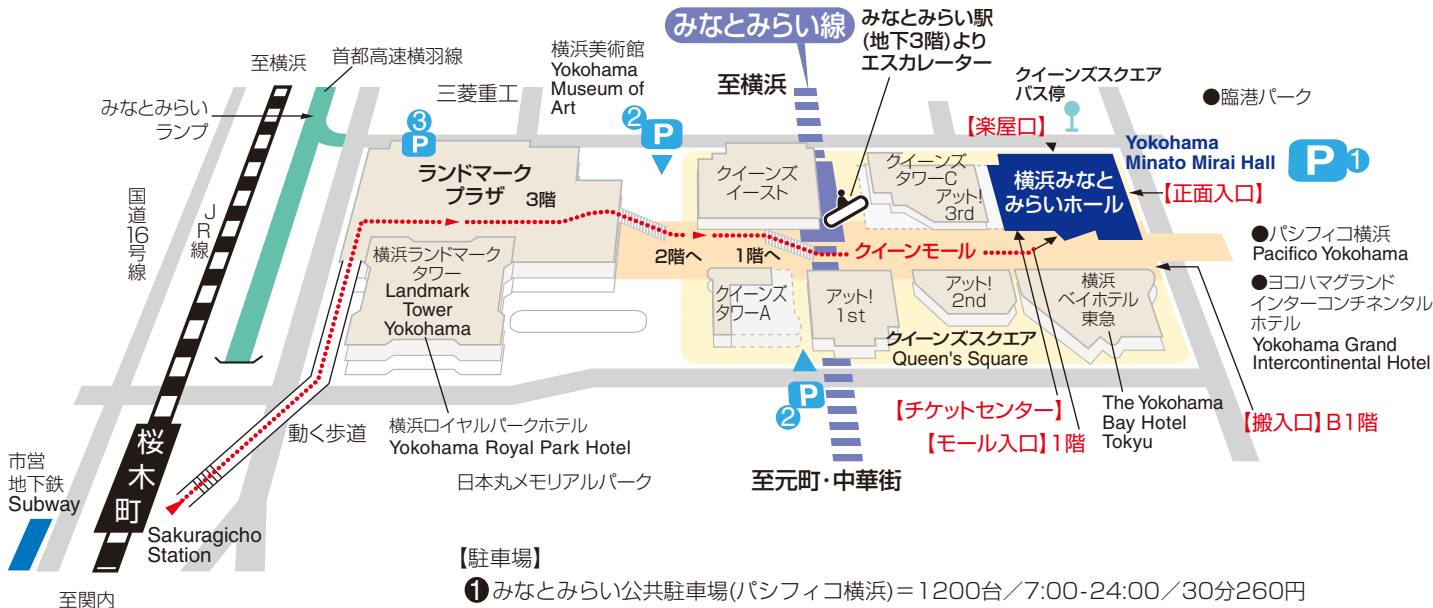 みなとみらい線
みなとみらい駅
(地下3階)より
エスカレーター
至横浜
首都高速横羽線
至横浜
横浜美術館
Yokohama
Museum of
Art
三菱重工
みなとみらい
ランプ
クイーンズスクエア
バス停
●臨港パーク
【楽屋口】
Yokohama
Minato Mirai Hall
P 1
3
P
2
P
ランドマーク
プラザ 3階
クイーンズ
イースト
クイーンズ
タワーC
アット!
3rd
横浜みなと
みらいホール
【正面入口】
国道16号線
JR線
2階へ
1階へ
クイーンモール
●パシフィコ横浜
Pacifico Yokohama
横浜ランドマーク
タワー
Landmark
Tower
Yokohama
クイーンズ
タワーA
アット!
1st
アット!
2nd
横浜
ベイホテル
東急
●ヨコハマグランド
インターコンチネンタル
ホテル
Yokohama Grand
Intercontinental Hotel
クイーンズスクエア
Queen's Square
P
2
【チケットセンター】
【モール入口】1階
The Yokohama
Bay Hotel
Tokyu
【搬入口】B1階
動く歩道
横浜ロイヤルパークホテル
Yokohama Royal Park Hotel
桜木町
市営
地下鉄
Subway
日本丸メモリアルパーク
至元町・中華街
Sakuragicho
Station
至関内
【駐車場】
❶みなとみらい公共駐車場(パシフィコ横浜)=1200台／7:00-24:00／30分260円